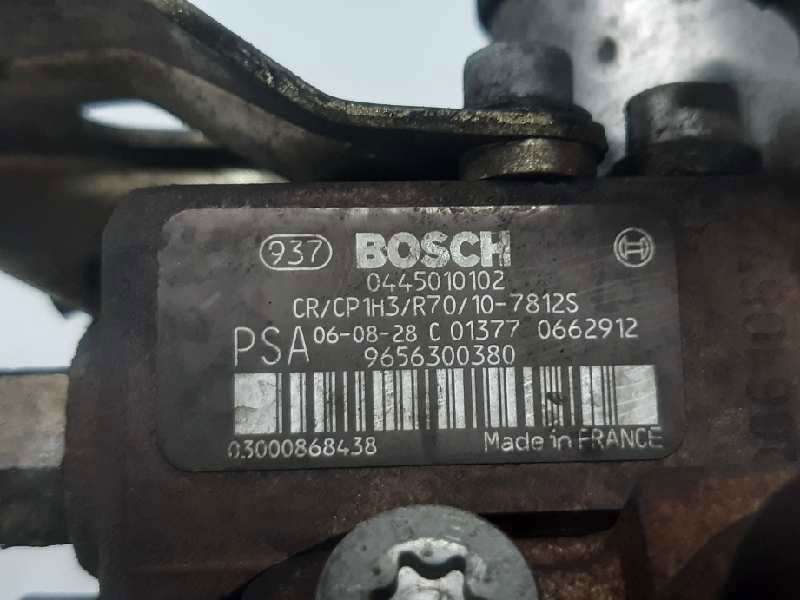 937 BOSCH
0445010102
CR/CP1H3/R70/10-7812S
PSA 06-08-28 C 01377 0662912
9656300380
03000868438 Made in FRANCE